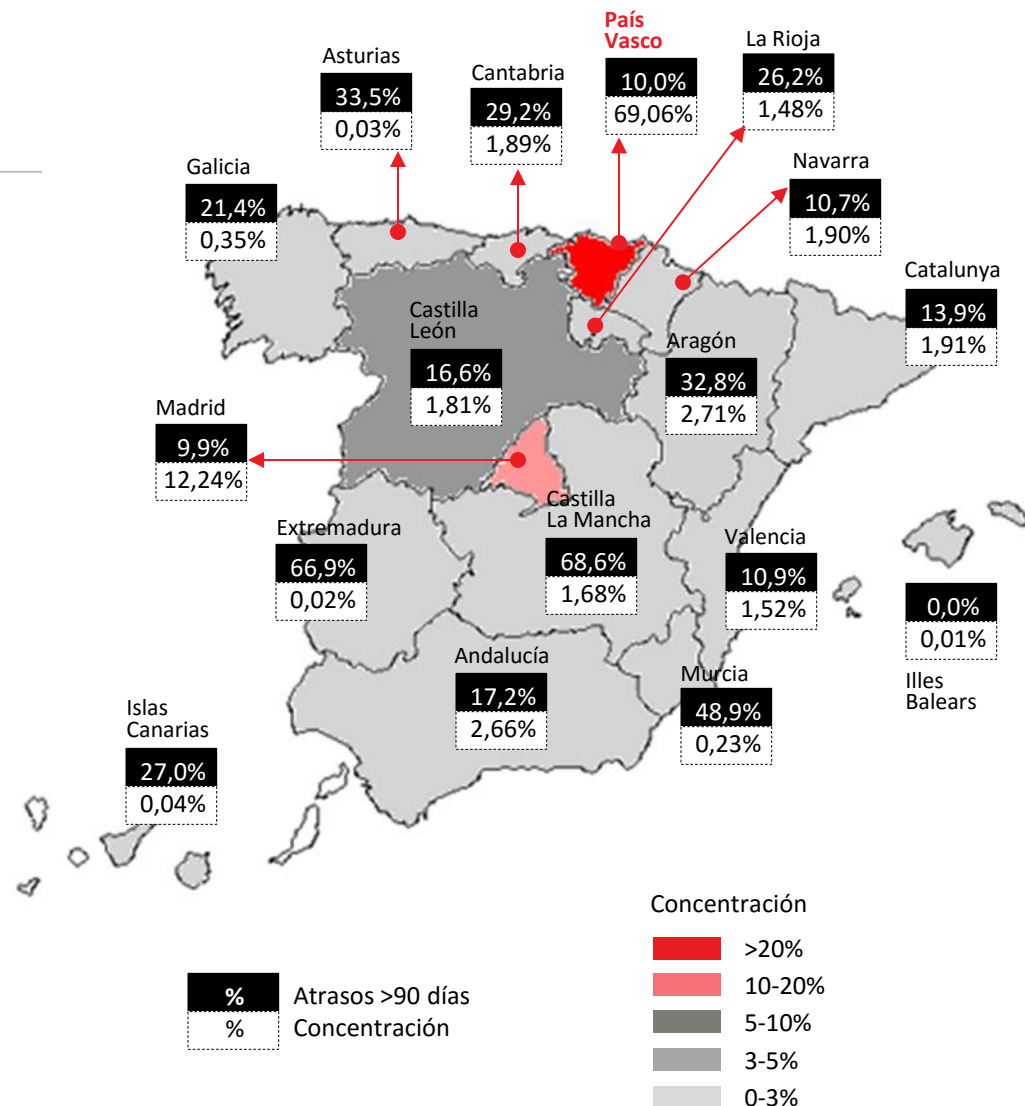 País
Vasco
10,0%
69,06%
La Rioja
26,2%
1,48%
Asturias
33,5%
0,03%
Cantabria
29,2%
1,89%
Navarra
10,7%
1,90%
Galicia
21,4%
0,35%
Catalunya
13,9%
1,91%
Castilla
León
16,6%
1,81%
Aragón
32,8%
2,71%
Madrid
9,9%
12,24%
Castilla
La Mancha
68,6%
1,68%
Extremadura
66,9%
0,02%
Valencia
10,9%
1,52%
0,0%
0,01%
Illes
Balears
Andalucía
17,2%
2,66%
Murcia
48,9%
0,23%
Islas
Canarias
27,0%
0,04%
Concentración
>20%
10-20%
5-10%
3-5%
0-3%
% Atrasos >90 días
% Concentración